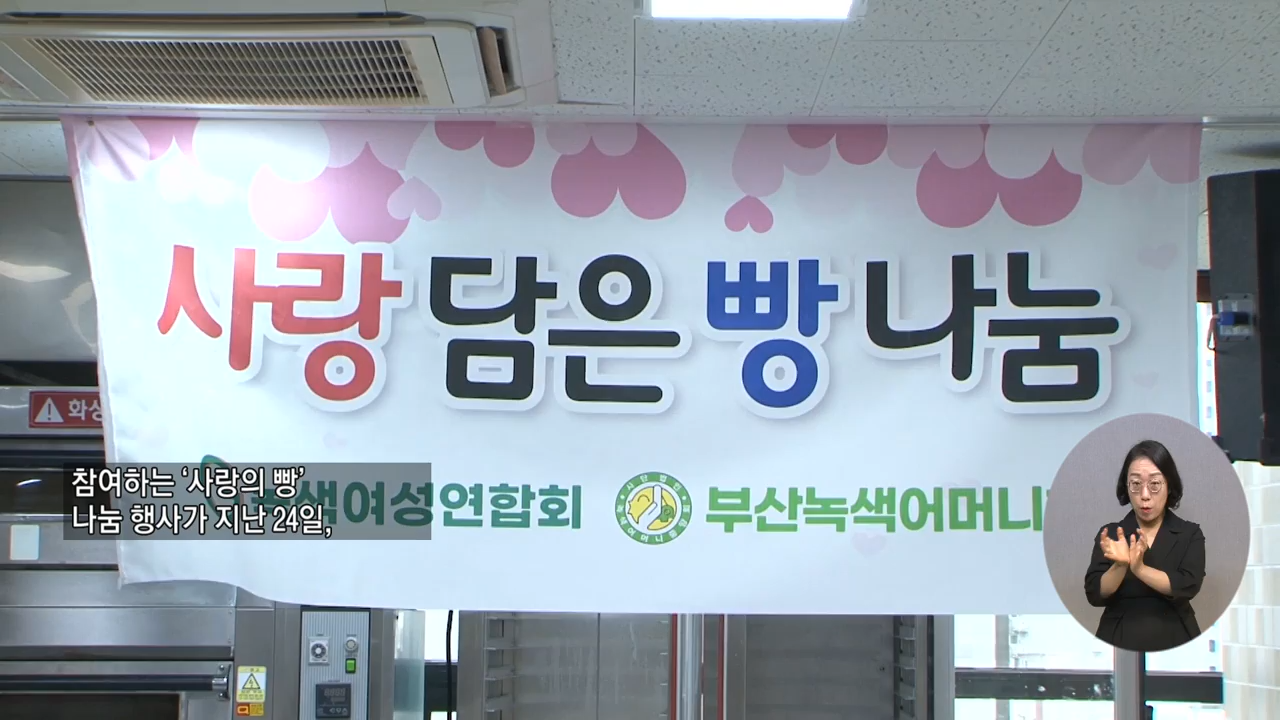 사랑 담은 빵 나눔
화상
색여성연합회
부산녹색어머니
참여하는 ‘사랑의 빵’
나눔 행사가 지난 24일,